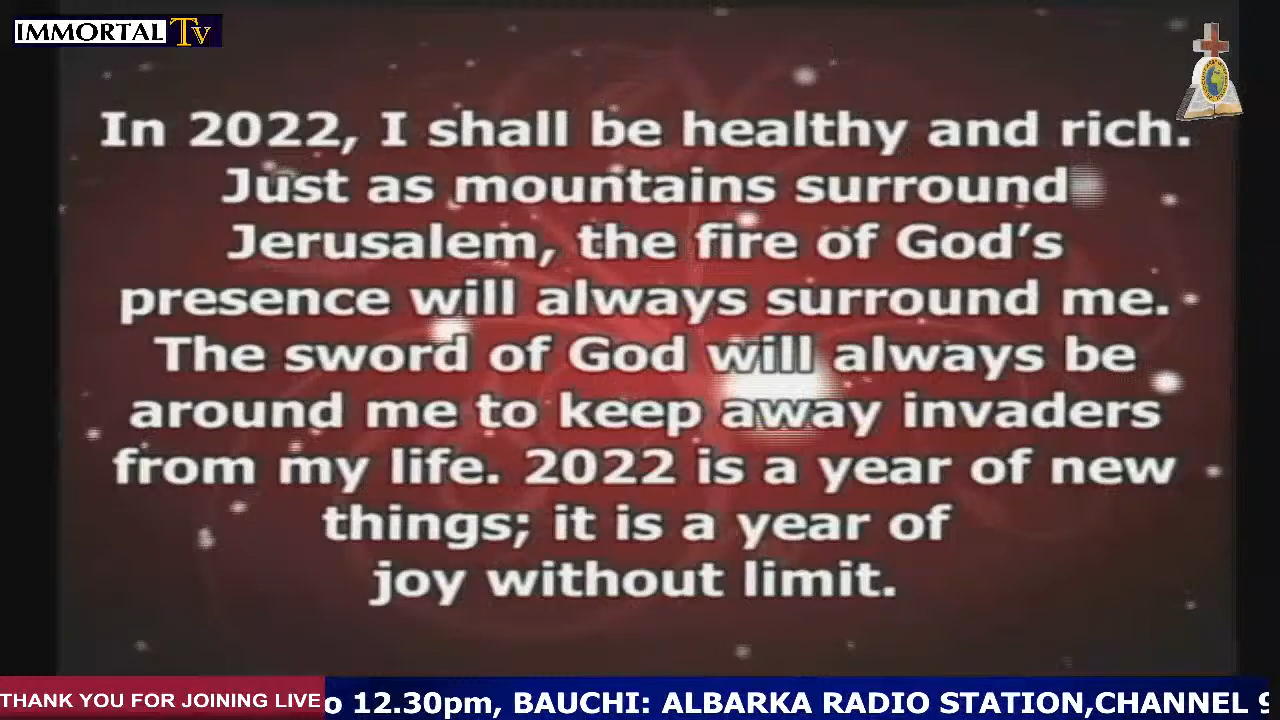 IMMORTAL Tv
In 2022, I shall be healthy and rich.
Just as mountains surround
Jerusalem, the fire of God's
presence will always surround me.
The sword of God will always be
around me to keep away invaders
from my life. 2022 is a year of new
things; it is a year of
joy without limit.
THANK YOU FOR JOINING LIVE
12.30pm, BAUCHI: ALBARKA RADIO STATION,CHANNEL